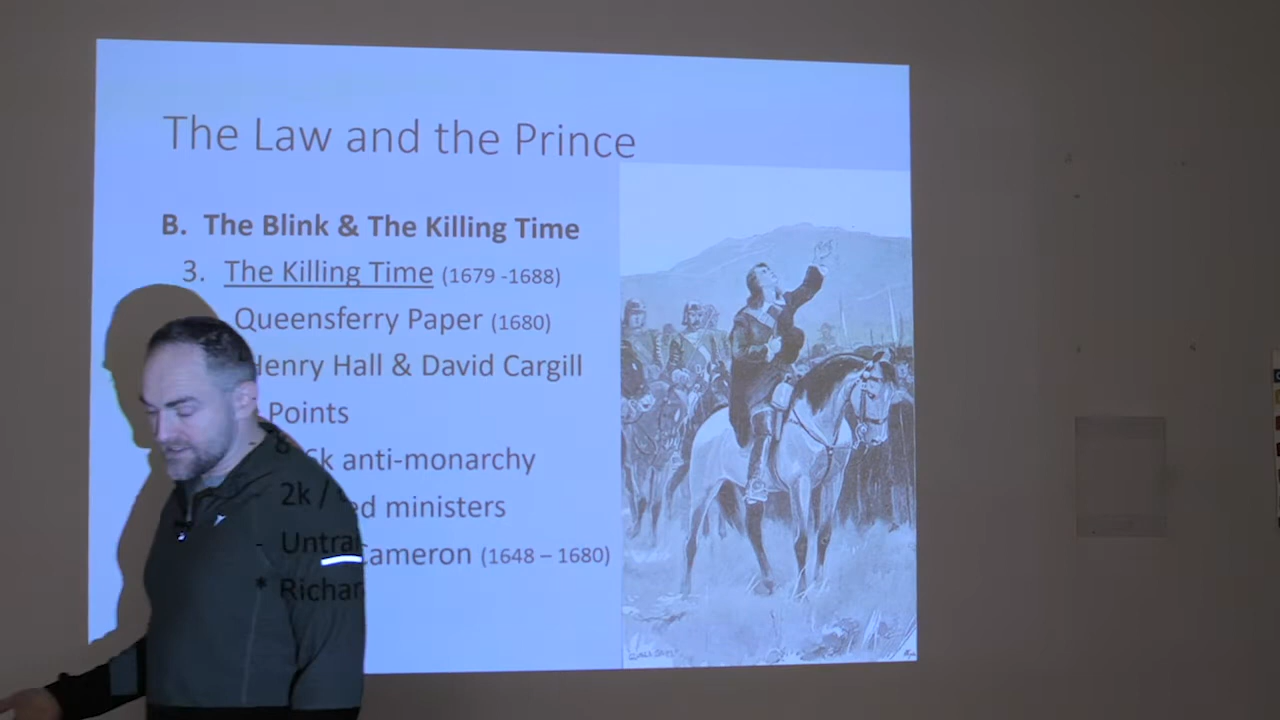 The Law and the Prince
B. The Blink & The Killing Time
3. The Killing Time (1679 -1688)
Queensferry Paper (1680)
Henry Hall & David Cargill
Points
anti-monarchy
2k / ministers
Cameron (1648 – 1680)
* Richar